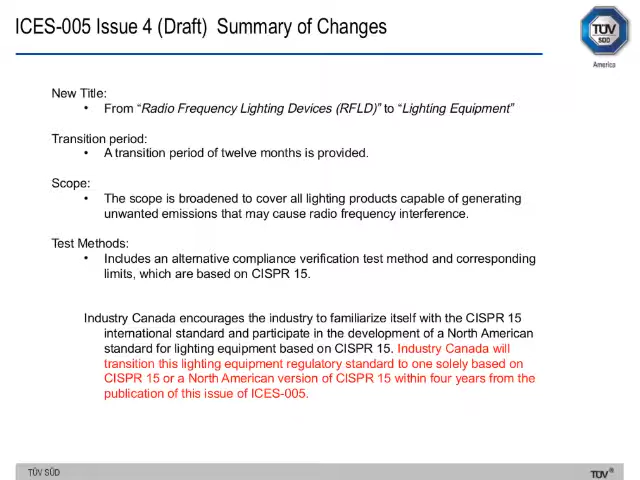 ICES-005 Issue 4 (Draft)  Summary of Changes
TÜV
SÜD
America
New Title:
• From “Radio Frequency Lighting Devices (RFLD)” to “Lighting Equipment”
Transition period:
• A transition period of twelve months is provided.
Scope:
• The scope is broadened to cover all lighting products capable of generating
unwanted emissions that may cause radio frequency interference.
Test Methods:
• Includes an alternative compliance verification test method and corresponding
limits, which are based on CISPR 15.
Industry Canada encourages the industry to familiarize itself with the CISPR 15
international standard and participate in the development of a North American
standard for lighting equipment based on CISPR 15. Industry Canada will
transition this lighting equipment regulatory standard to one solely based on
CISPR 15 or a North American version of CISPR 15 within four years from the
publication of this issue of ICES-005.
TÜV SÜD
TÜV®